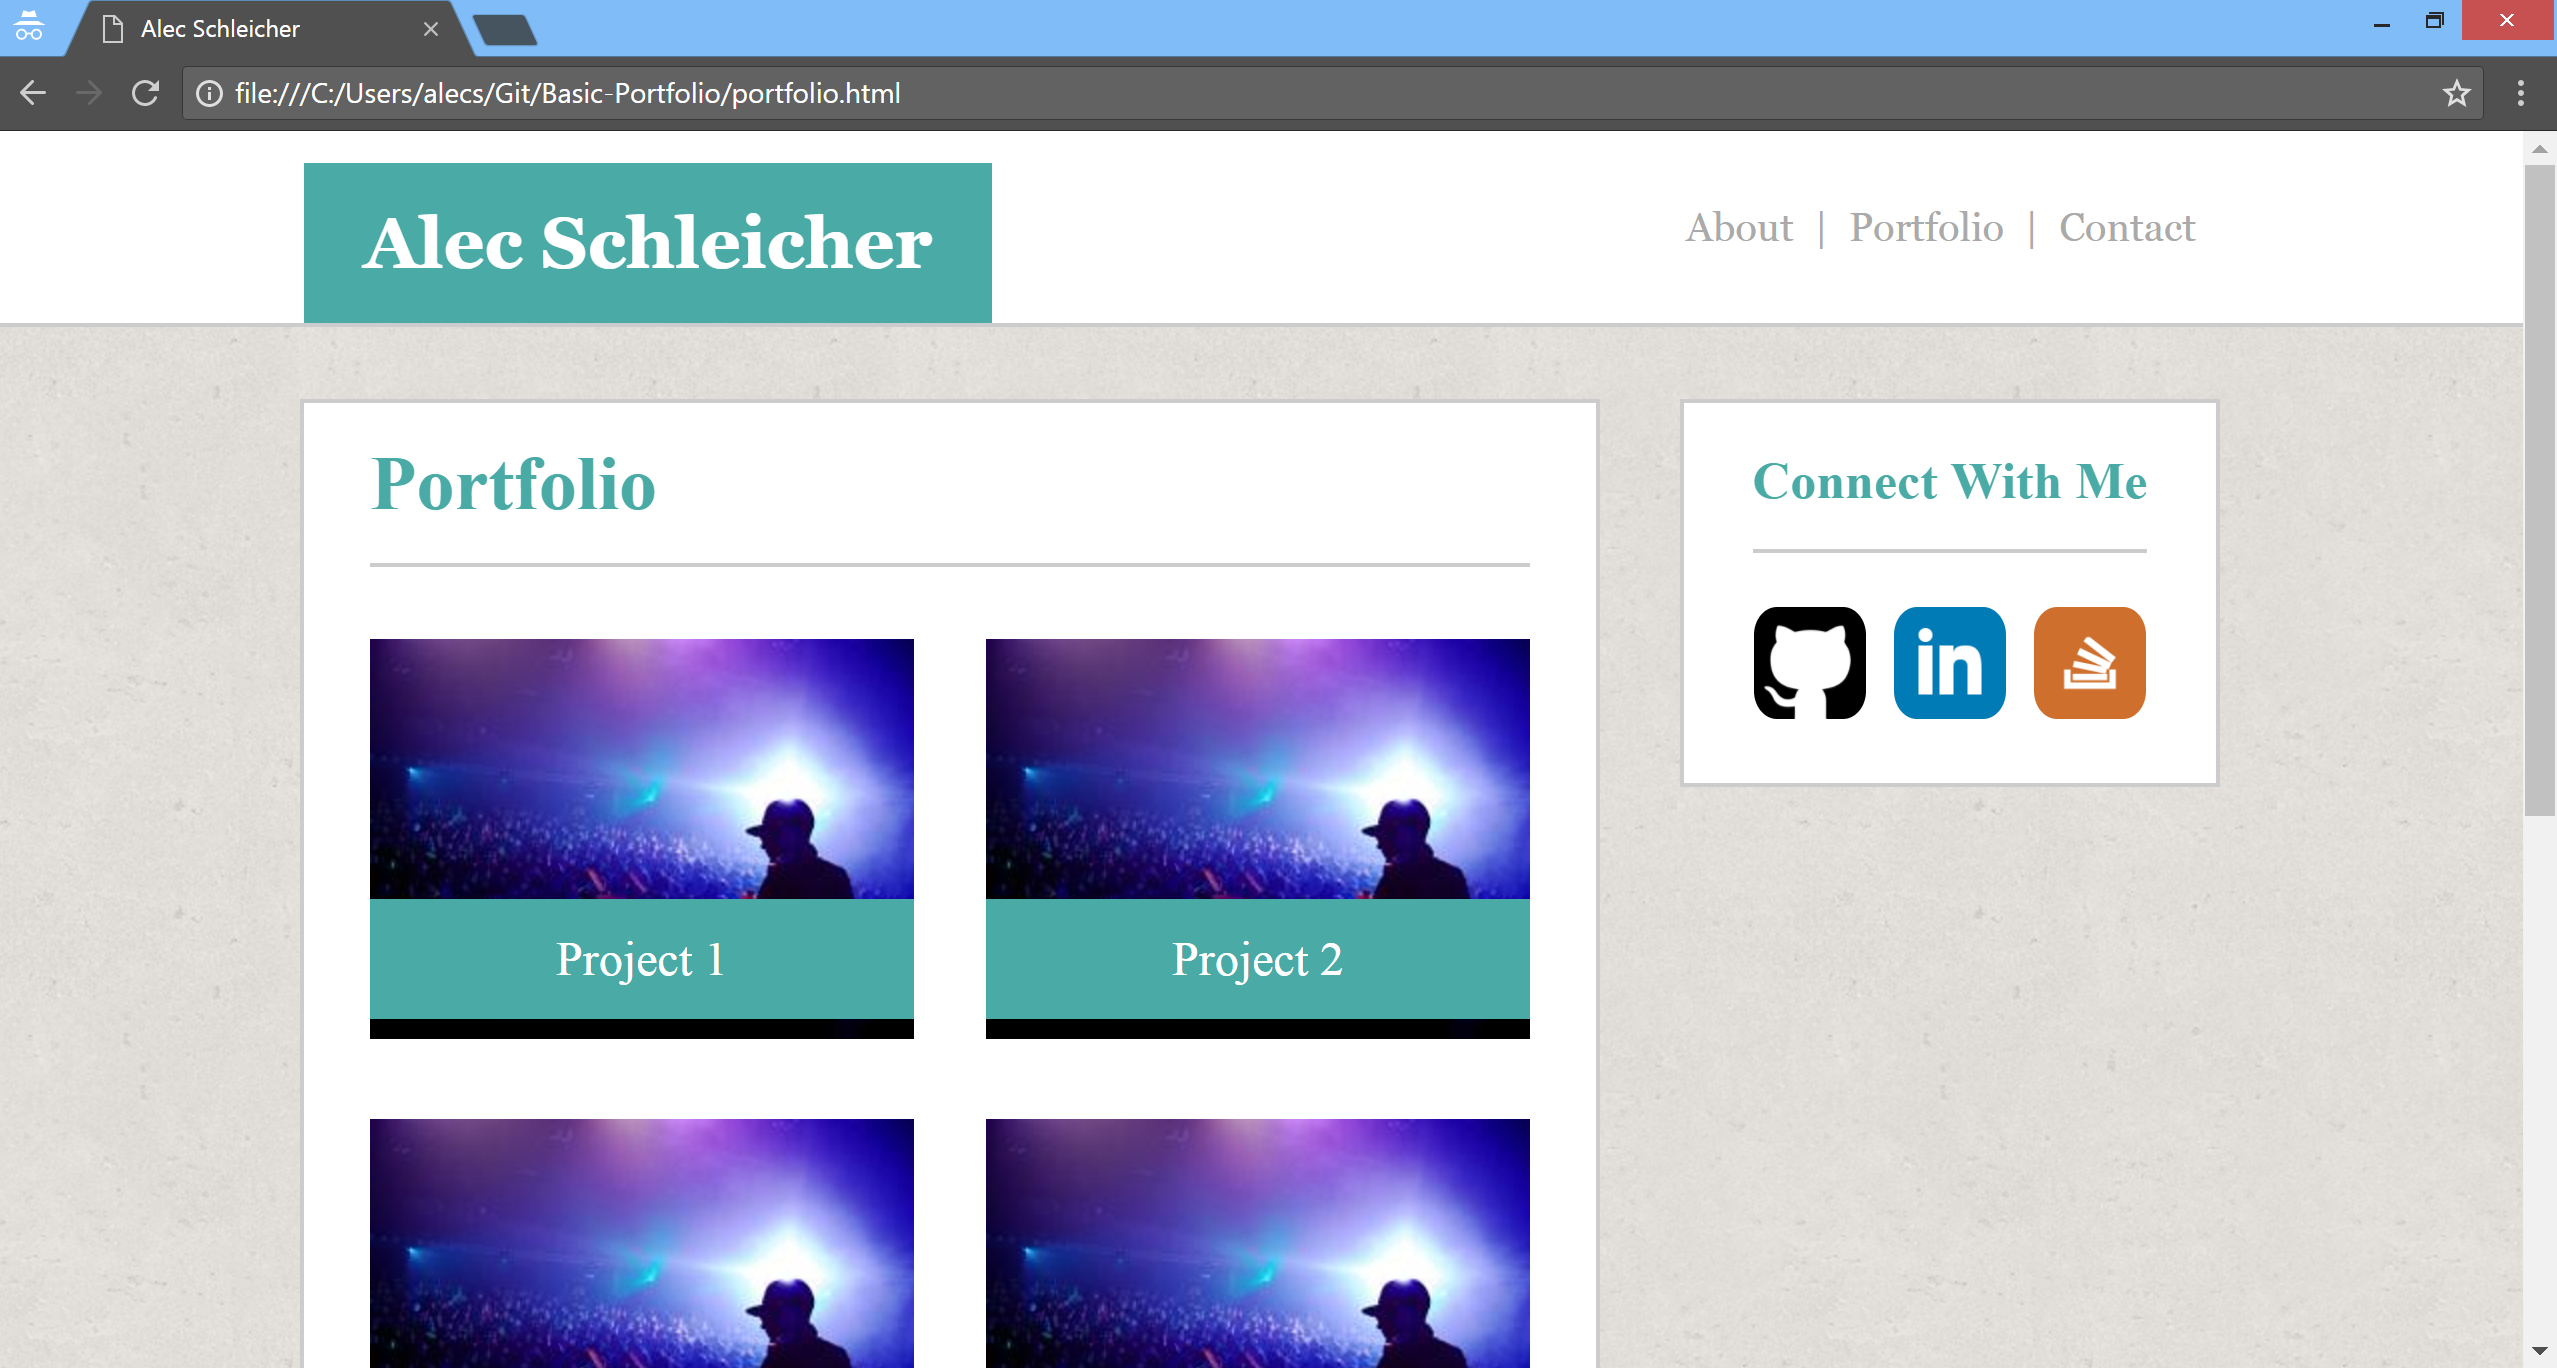 Alec Schleicher
file:///C:/Users/alecs/Git/Basic-Portfolio/portfolio.html
Alec Schleicher
About | Portfolio | Contact
Portfolio
Connect With Me
in
Project 1
Project 2